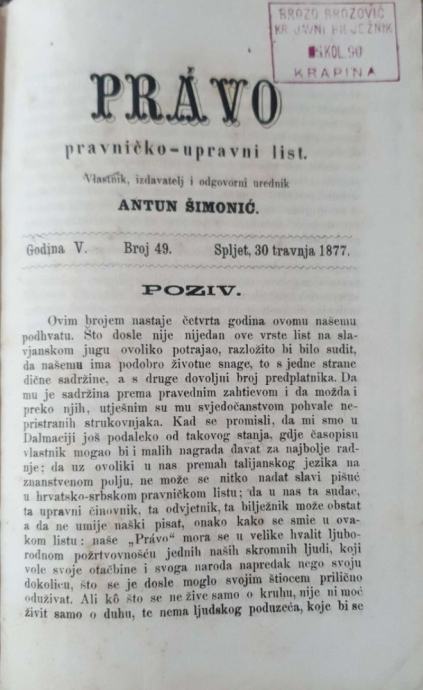 BROZO BROZOVIĆ
KR. JAVNI BILJEŽNIK
KRAPINA
PRÁVO
pravničko-upravni list.
Vlastnik, izdavatelj i odgovorni urednik
ANTUN ŠIMONIĆ.
Godina V. Broj 49. Spljet, 30 travnja 1877.
POZIV.
Ovim brojem nastaje četvrta godina ovomu našemu
podhvatu. Što dosle nije nijedan ove vrste list na sla-
vjanskom jugu ovoliko potrajao, razložito bi bilo sudit,
da našemu ima podobro životne snage, to s jedne strane
dične sadržine, a s druge dovoljni broj predplatnika. Da
mu je sadržina prema pravednim zahtievom i da možda i
preko njih, utješnim su mu svjedočanstvom pohvale ne-
pristranih strukovnjaka. Kad se promisli, da mi smo u
Dalmaciji još podaleko od takovog stanja, gdje časopisu
vlastnik mogao bi i malih nagrada davat za najbolje rad-
nje; da uz ovoliki u nas premah talijanskog jezika na
znanstvenom polju, ne može se nitko nadat slavi pišuć
u hrvatsko-srbskom pravničkom listu; da u nas ta sudac,
ta upravni činovnik, ta odvjetnik, ta bilježnik može obstat
a da ne umije naški pisat, onako kako se smie u ova-
kom listu: naše „Právo" mora se u velike hvalit ljubo-
rodnom požrtvovnošću jednih naših skromnih ljudi, koji
vole svoje otačbine i svoga naroda napredak nego svoju
dokolicu, što se je dosle moglo svojim štiocem prilično
oduživat. Ali kô što se ne žive samo o kruhu, nije ni moć
živit samo o duhu, te nema ljudskog poduzeća, koje bi se